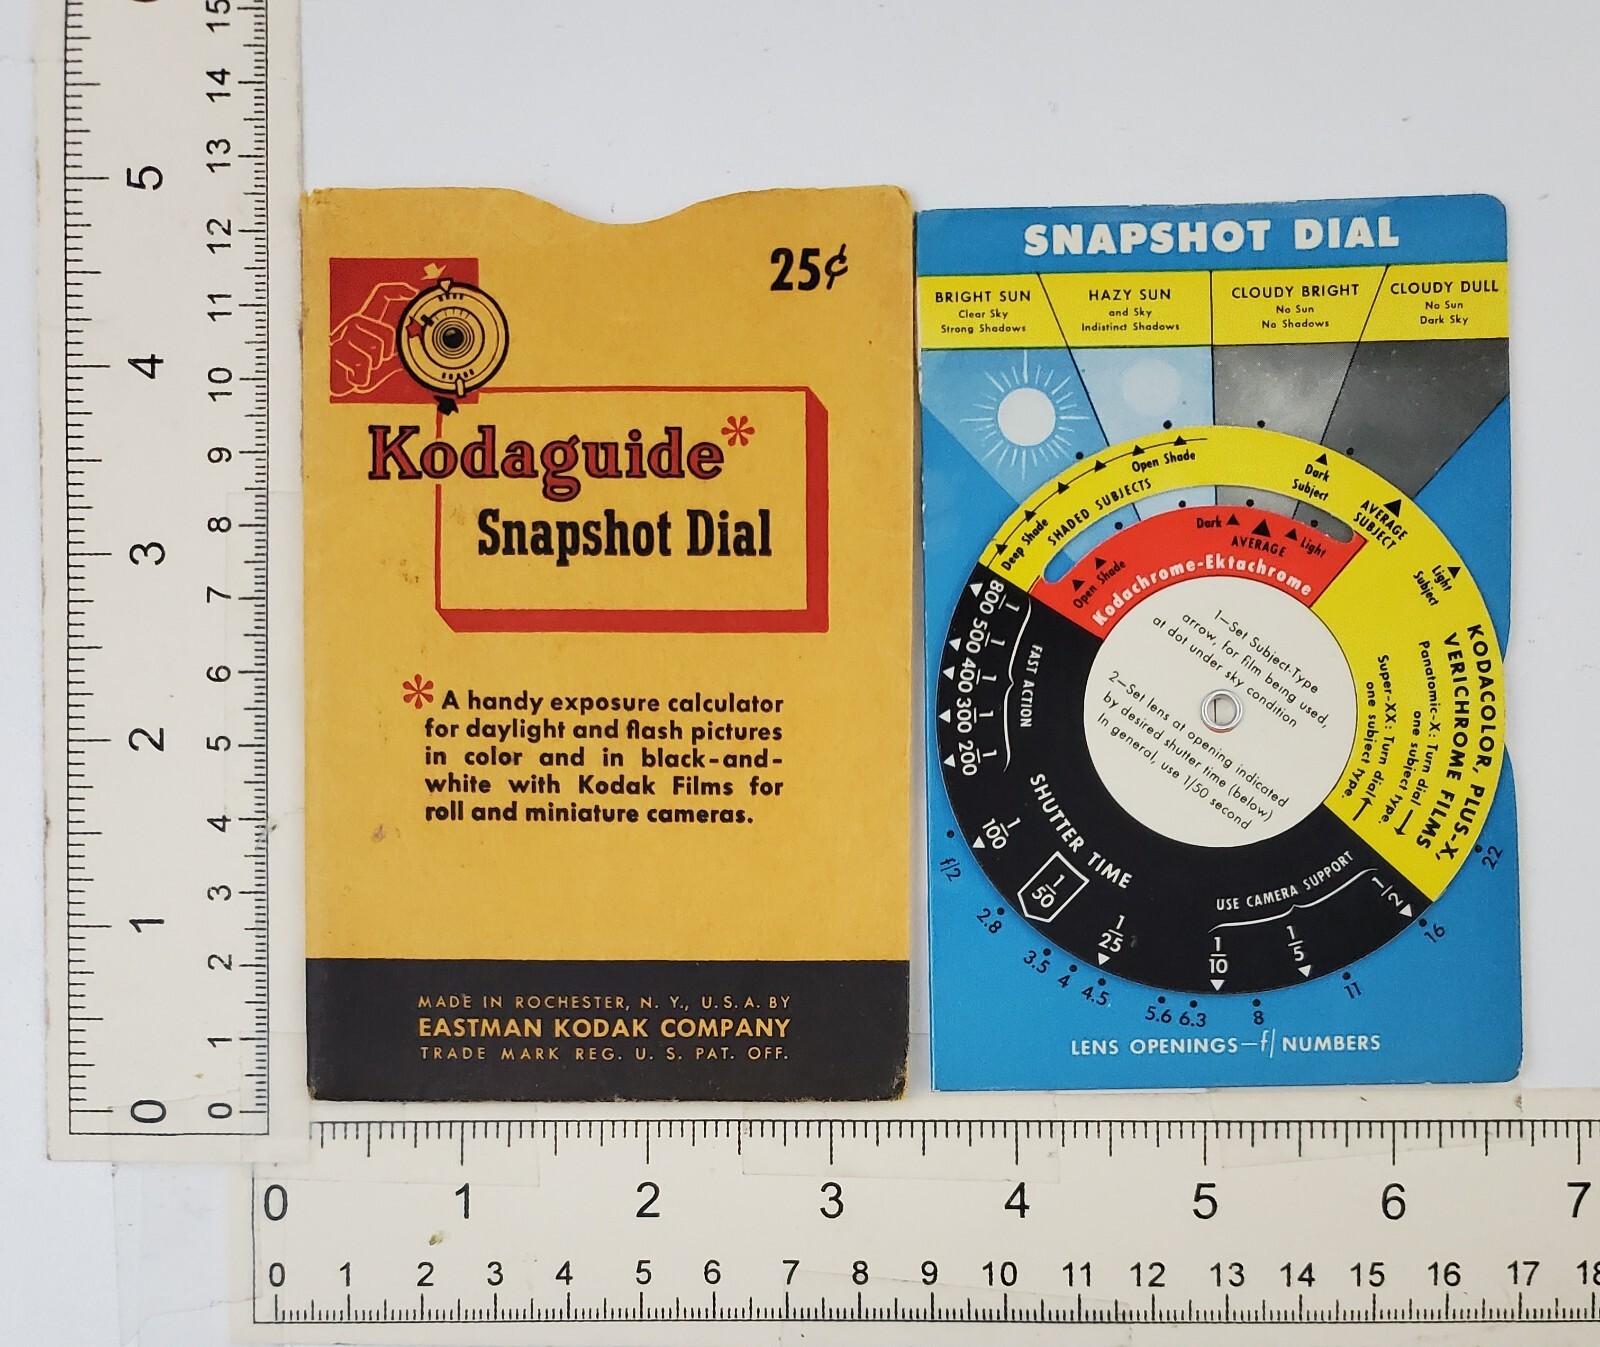 5
4
3
2
1
0
15
14
13
12
11
10
9
8
7
6
5
4
3
2
1
0
25¢
Kodaguide*
Snapshot Dial
* A handy exposure calculator
for daylight and flash pictures
in color and in black-and-
white with Kodak Films for
roll and miniature cameras.
MADE IN ROCHESTER, N. Y., U. S. A. BY
EASTMAN KODAK COMPANY
TRADE MARK REG. U. S. PAT. OFF.
SNAPSHOT DIAL
BRIGHT SUN
Clear Sky
Strong Shadows
HAZY SUN
and Sky
Indistinct Shadows
CLOUDY BRIGHT
No Sun
No Shadows
CLOUDY DULL
No Sun
Dark Sky
Deep Shade
SHADED SUBJECTS
Open Shade
Dark
Subject
AVERAGE
SUBJECT
Light
Subject
Open Shade
Dark
AVERAGE
Light
Kodachrome-Ektachrome
KODACOLOR, PLUS-X,
VERICHROME FILMS
Panatomic-X: Turn dial
one subject type.
Super-XX: Turn dial
one subject type.
1—Set Subject-Type
arrow, for film being used,
at dot under sky condition
2—Set lens at opening indicated
by desired shutter time (below)
In general, use 1/50 second
1/800 1/500 1/400 1/300 1/200
FAST ACTION
SHUTTER TIME
1/100
1/50
1/25
1/10
1/5
1/2
USE CAMERA SUPPORT
f/2
2.8
3.5
4
4.5
5.6
6.3
8
11
16
22
LENS OPENINGS—f/ NUMBERS
0 1 2 3 4 5 6 7
0 1 2 3 4 5 6 7 8 9 10 11 12 13 14 15 16 17 18